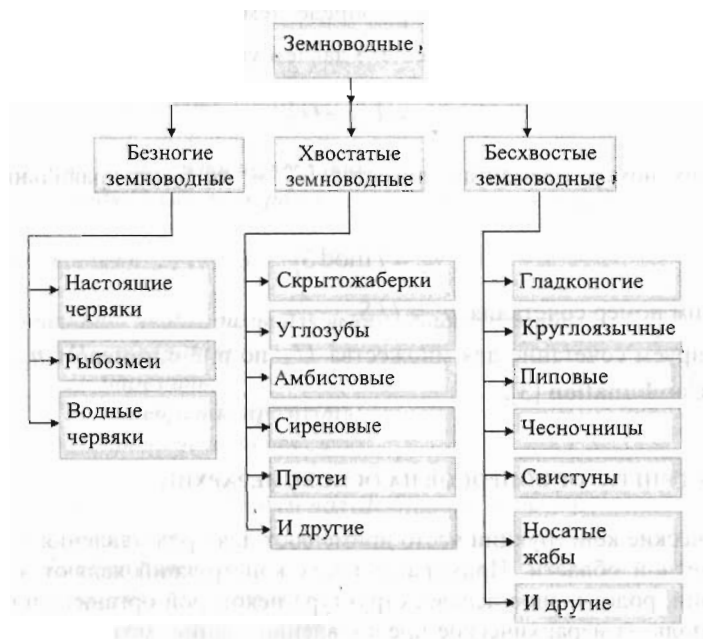 Земноводные
Безногие
земноводные
Хвостатые
земноводные
Бесхвостые
земноводные
Настоящие
червяки
Рыбозмеи
Водные
червяки
Скрытожаберки
Углозубы
Амбистовые
Сиреновые
Протеи
И другие
Гладконогие
Круглоязычные
Пиповые
Чесночницы
Свистуны
Носатые
жабы
И другие